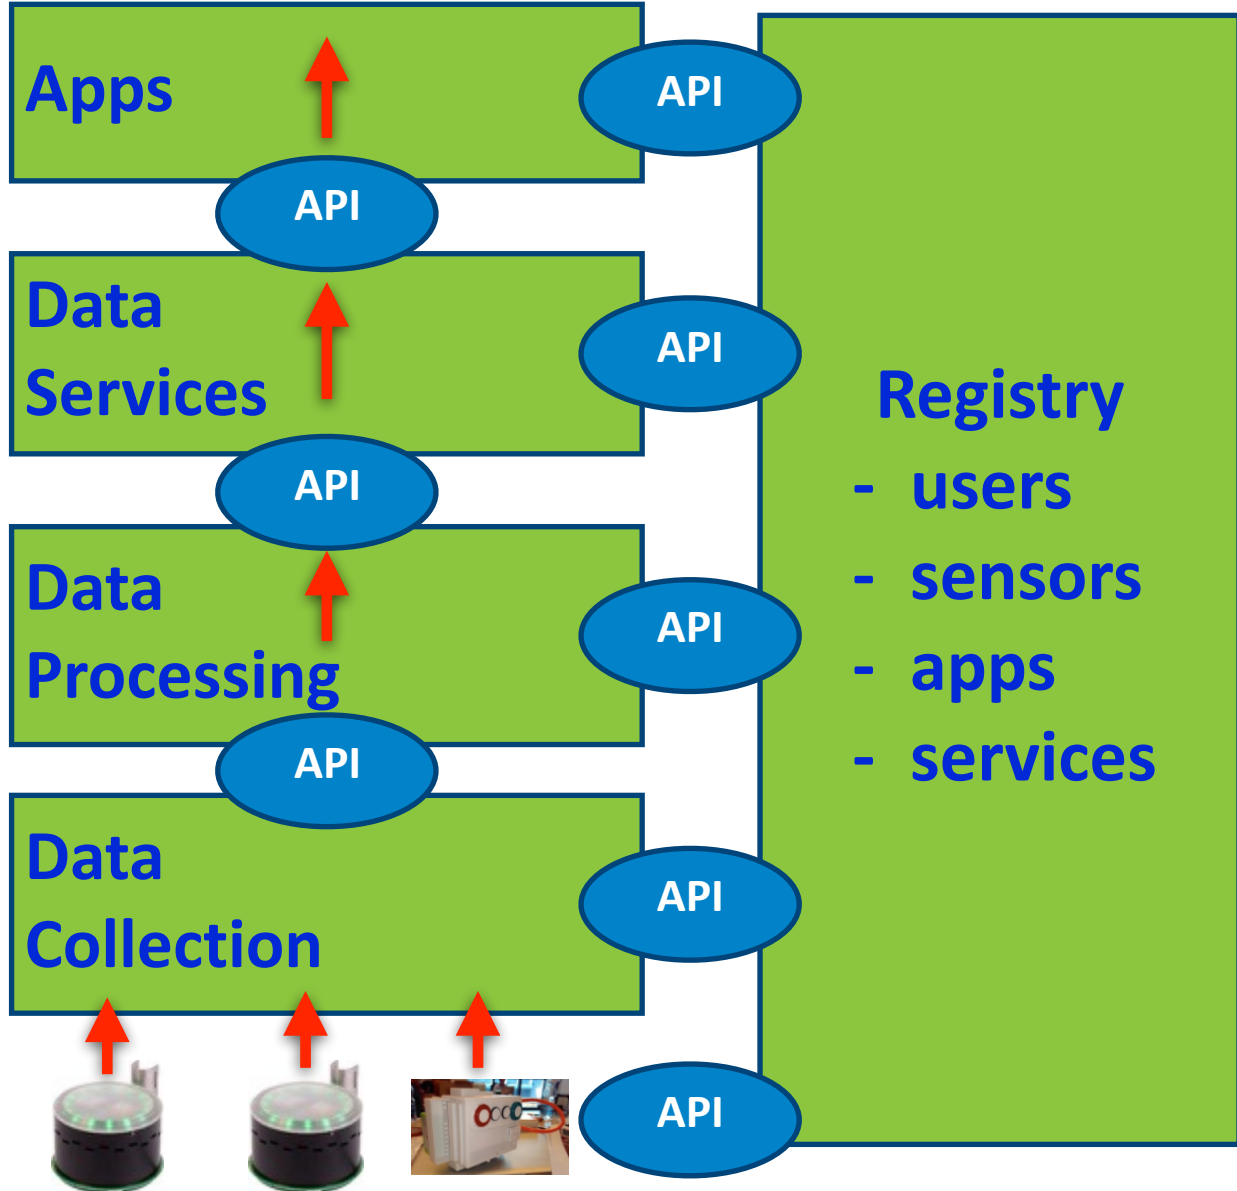 Apps
API
API
API
Data
Services
API
API
Data
Processing
API
API
Data
Collection
API
API
Registry
- users
- sensors
- apps
- services